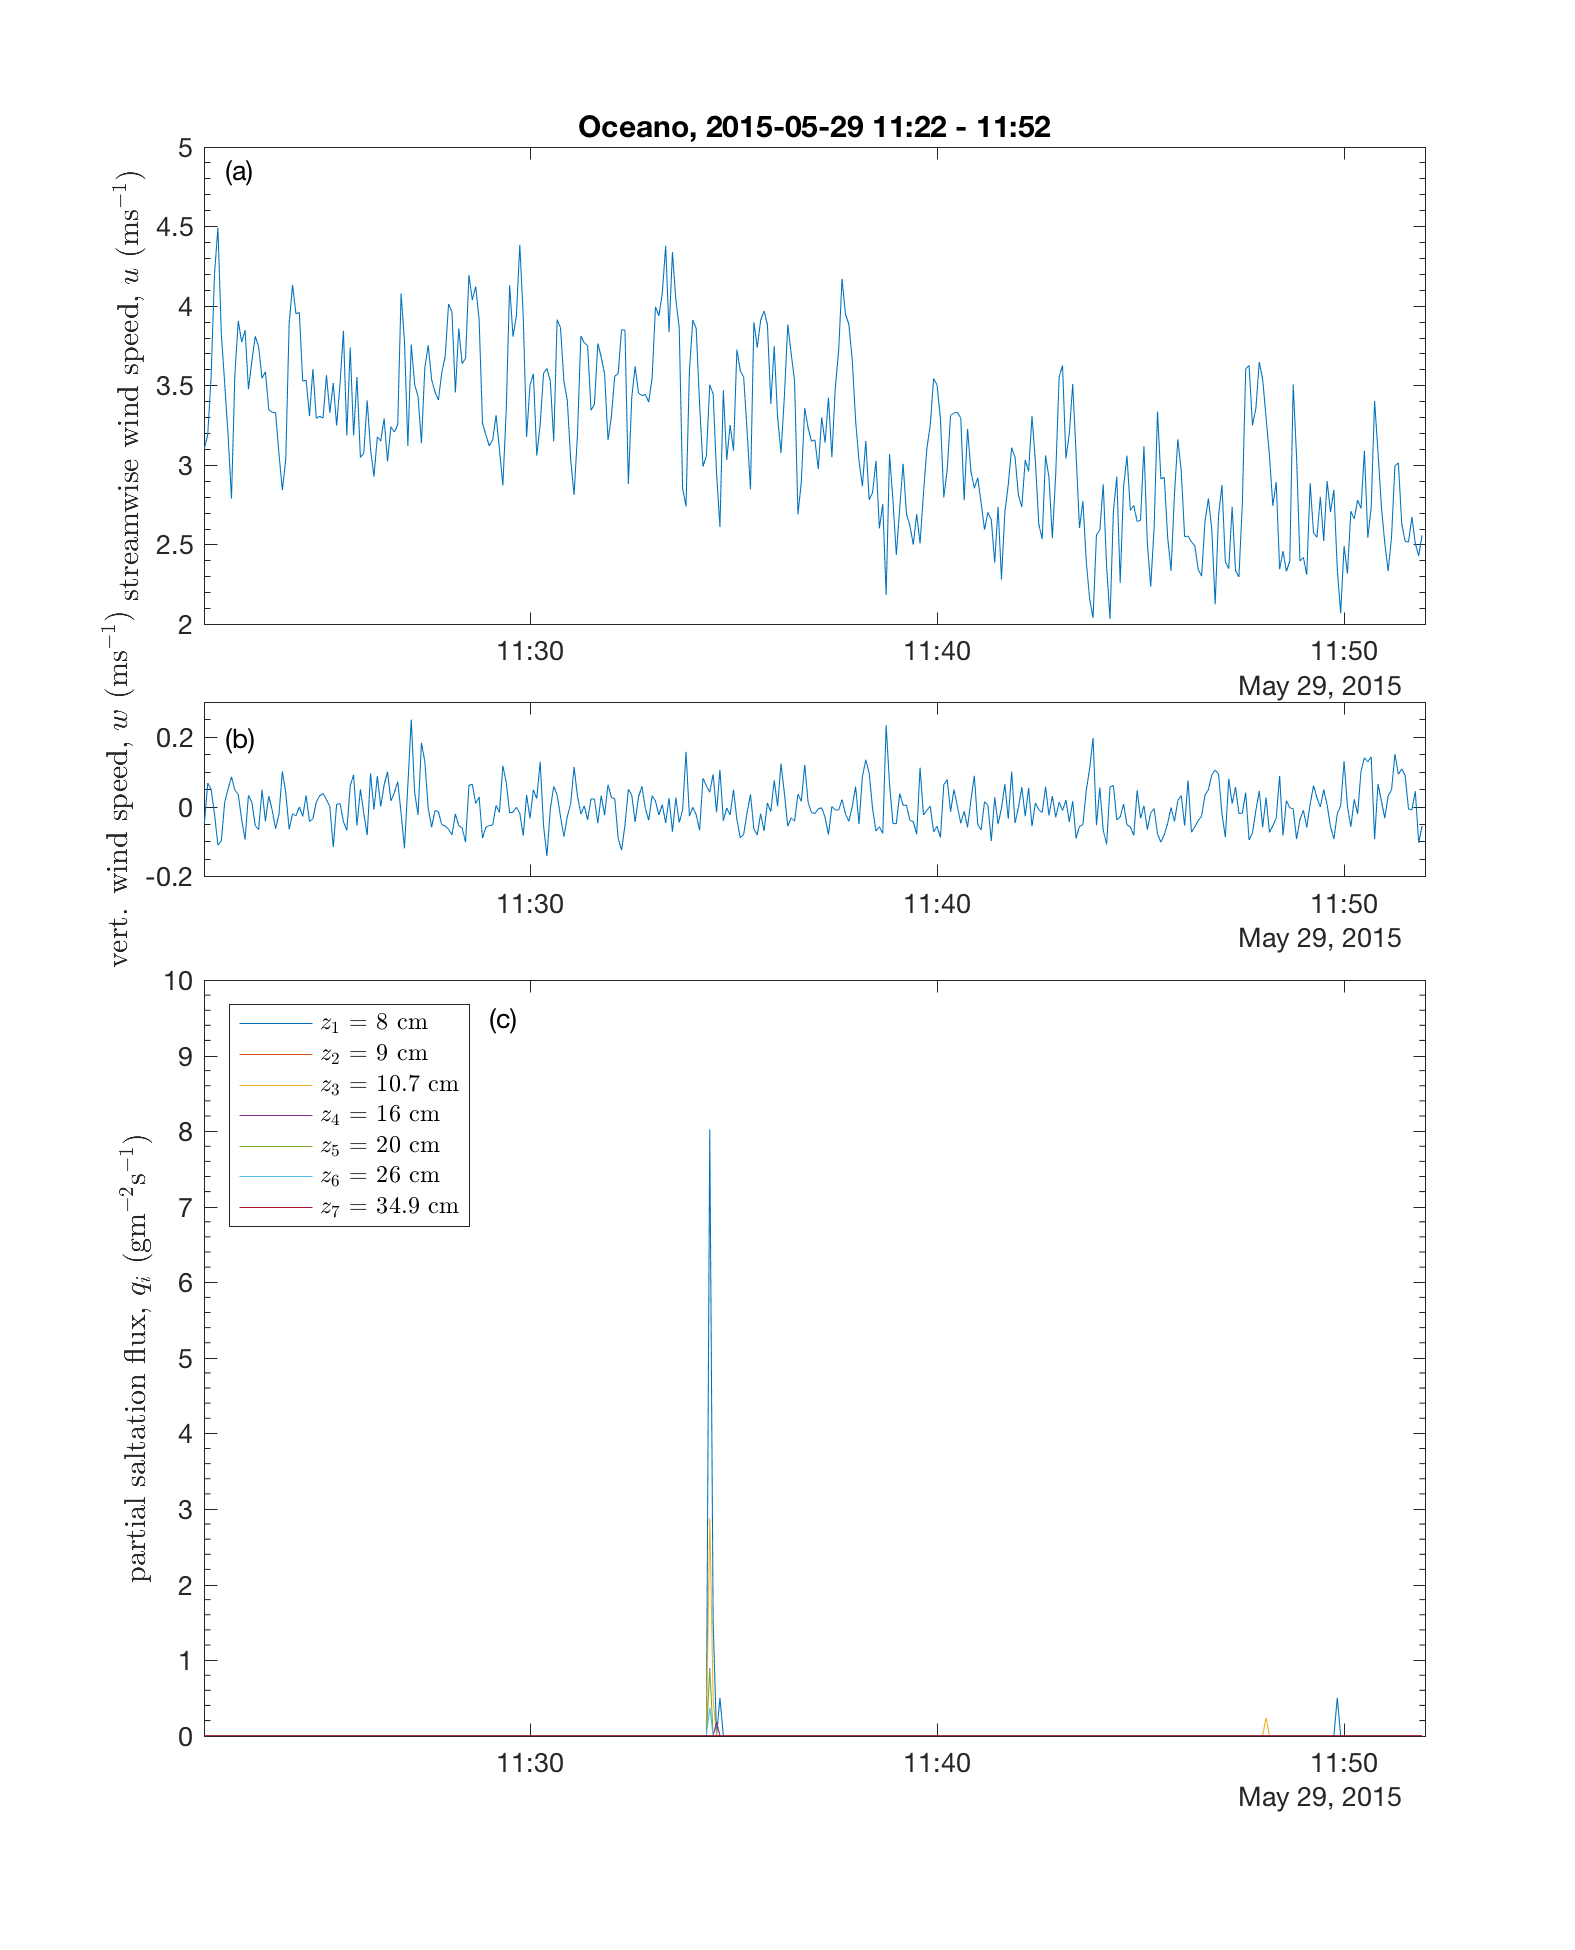 Oceano, 2015-05-29 11:22 - 11:52
(a)
streamwise wind speed, u (ms⁻¹)
5
4.5
4
3.5
3
2.5
2
11:30 11:40 11:50
May 29, 2015
(b)
vert. wind speed, w (ms⁻¹)
0.2
0
-0.2
11:30 11:40 11:50
May 29, 2015
(c)
partial saltation flux, qᵢ (gm⁻²s⁻¹)
10
9
8
7
6
5
4
3
2
1
0
z₁ = 8 cm
z₂ = 9 cm
z₃ = 10.7 cm
z₄ = 16 cm
z₅ = 20 cm
z₆ = 26 cm
z₇ = 34.9 cm
11:30 11:40 11:50
May 29, 2015